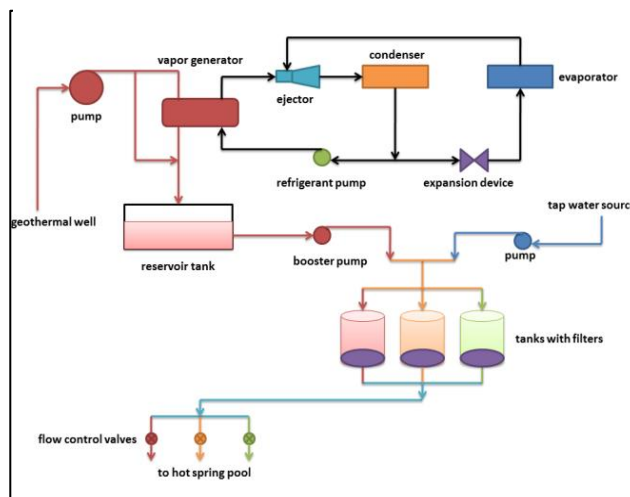 vapor generator
condenser
evaporator
ejector
pump
refrigerant pump
expansion device
geothermal well
tap water sourc
reservoir tank
booster pump
pump
tanks with filters
flow control valves
to hot spring pool